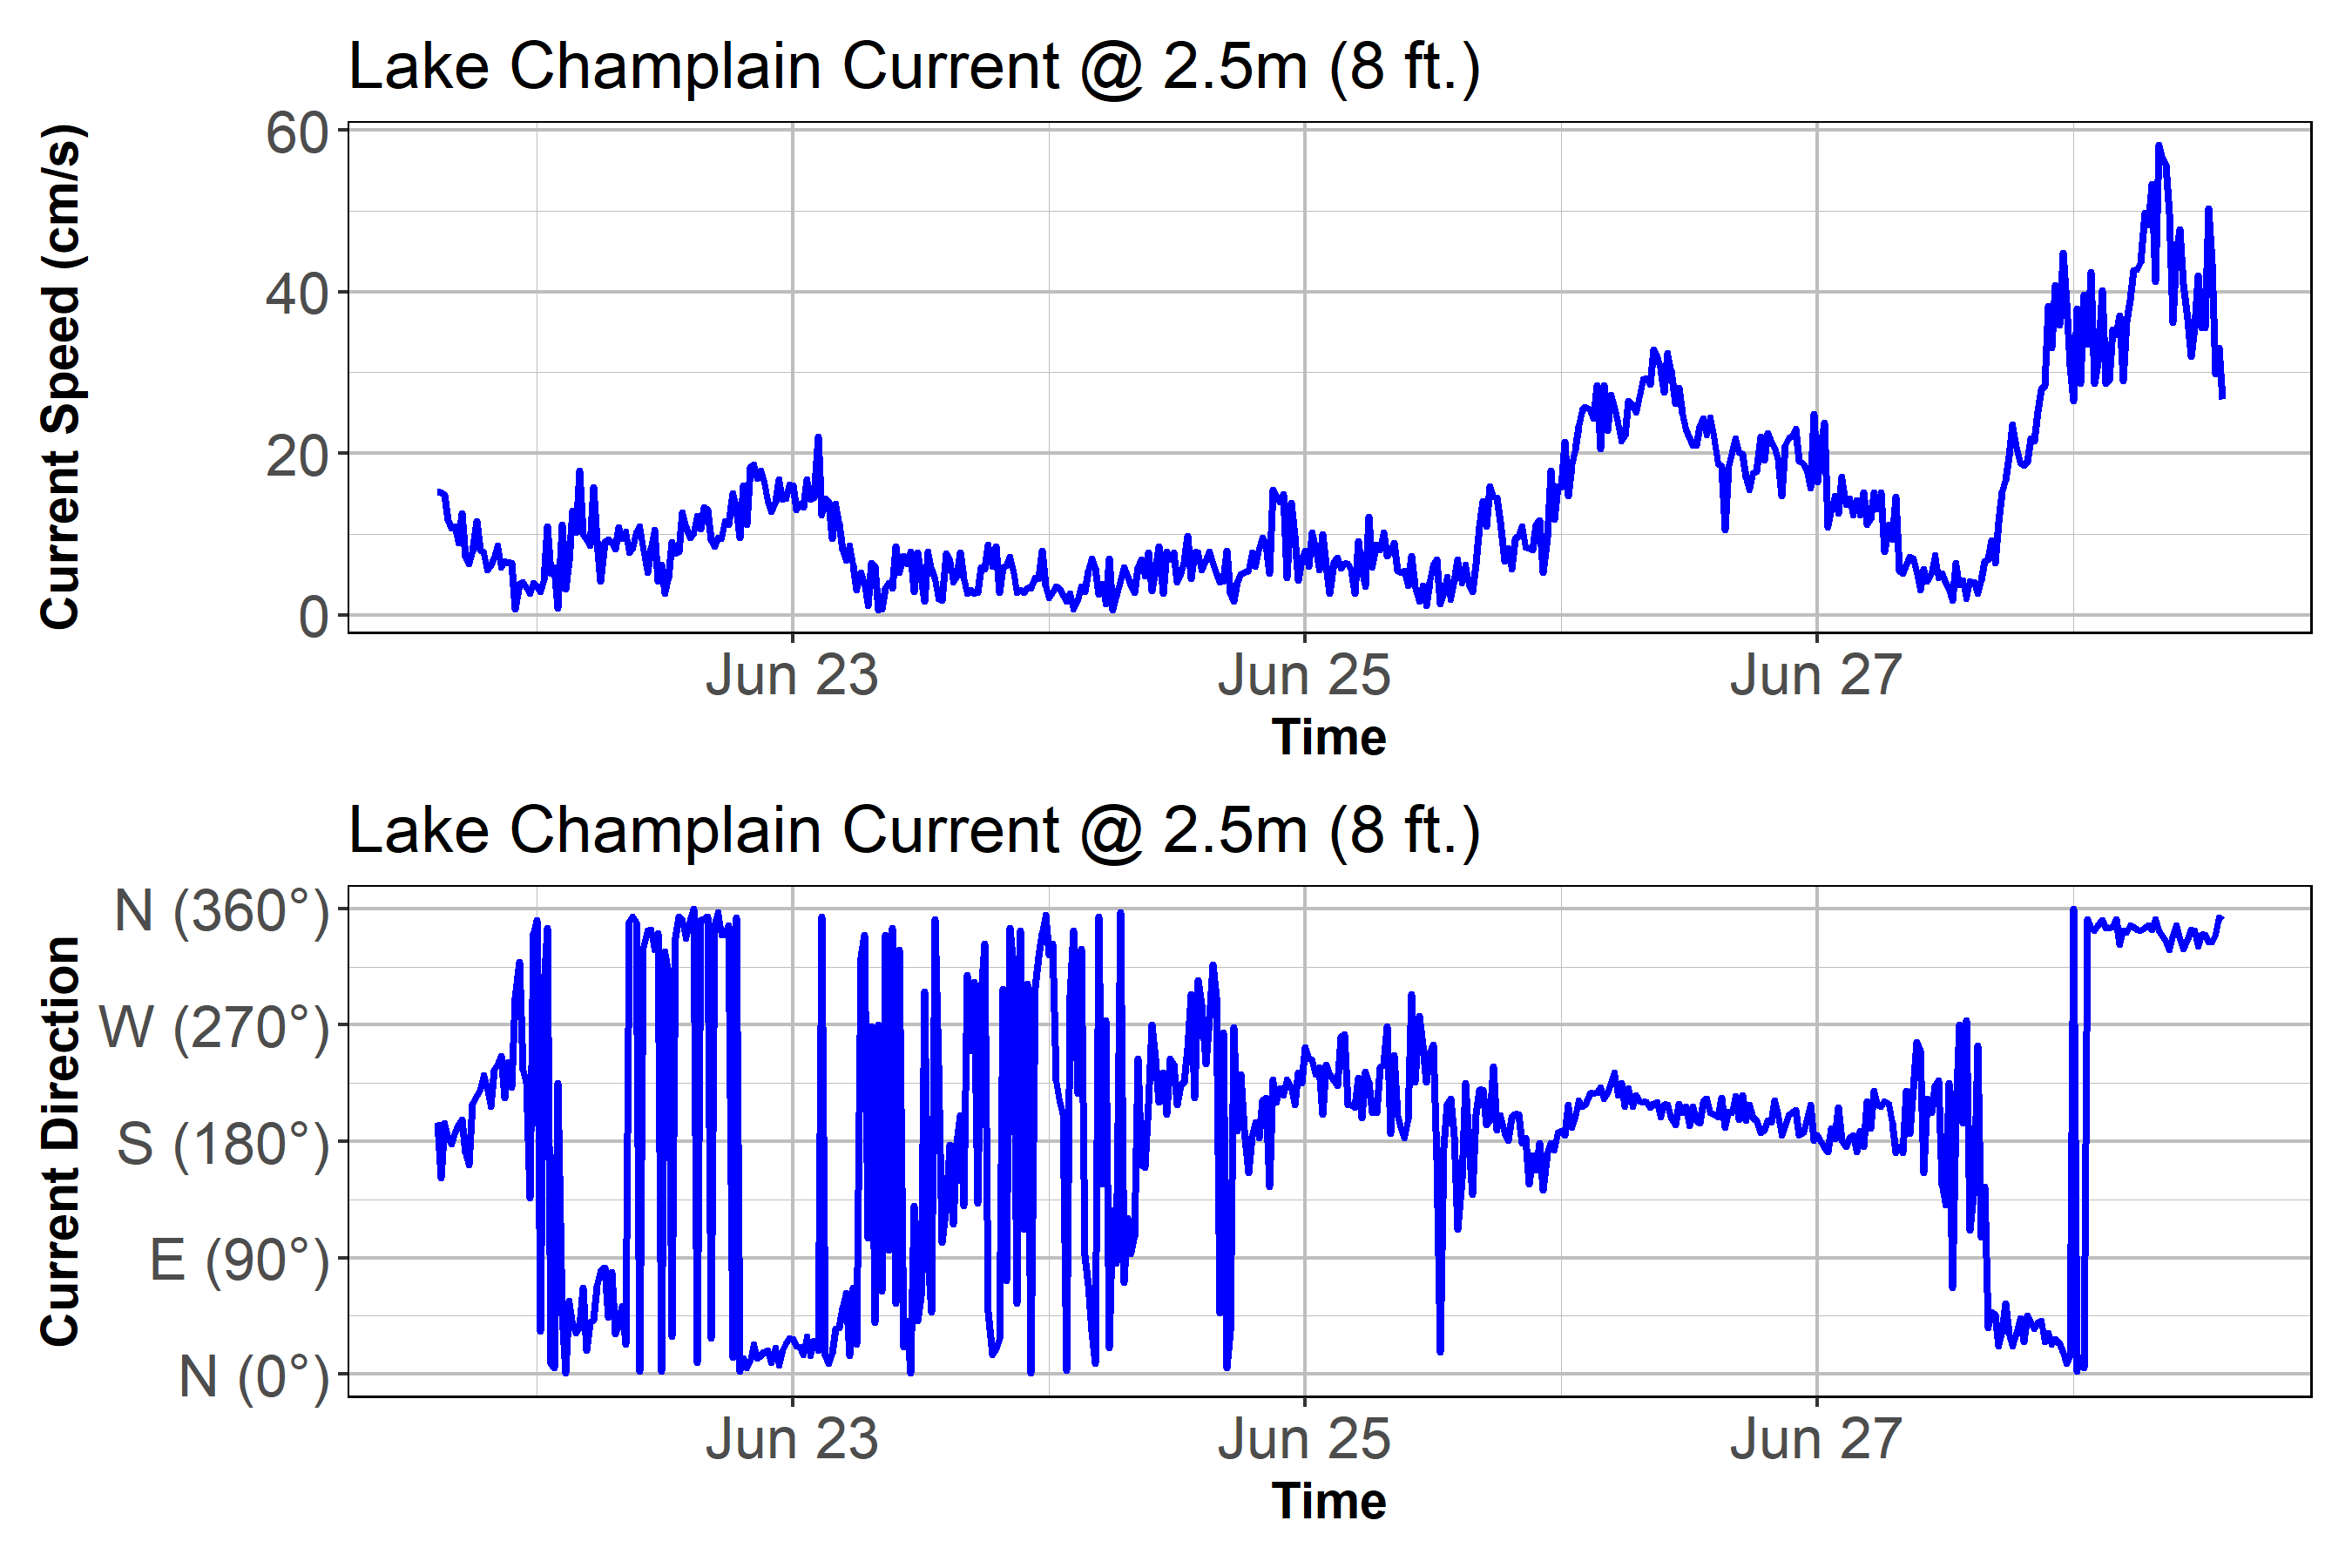 Lake Champlain Current @ 2.5m (8 ft.)
Current Speed (cm/s)
60
40
20
0
Jun 23 Jun 25 Jun 27
Time
Lake Champlain Current @ 2.5m (8 ft.)
Current Direction
N (360°)
W (270°)
S (180°)
E (90°)
N (0°)
Jun 23 Jun 25 Jun 27
Time